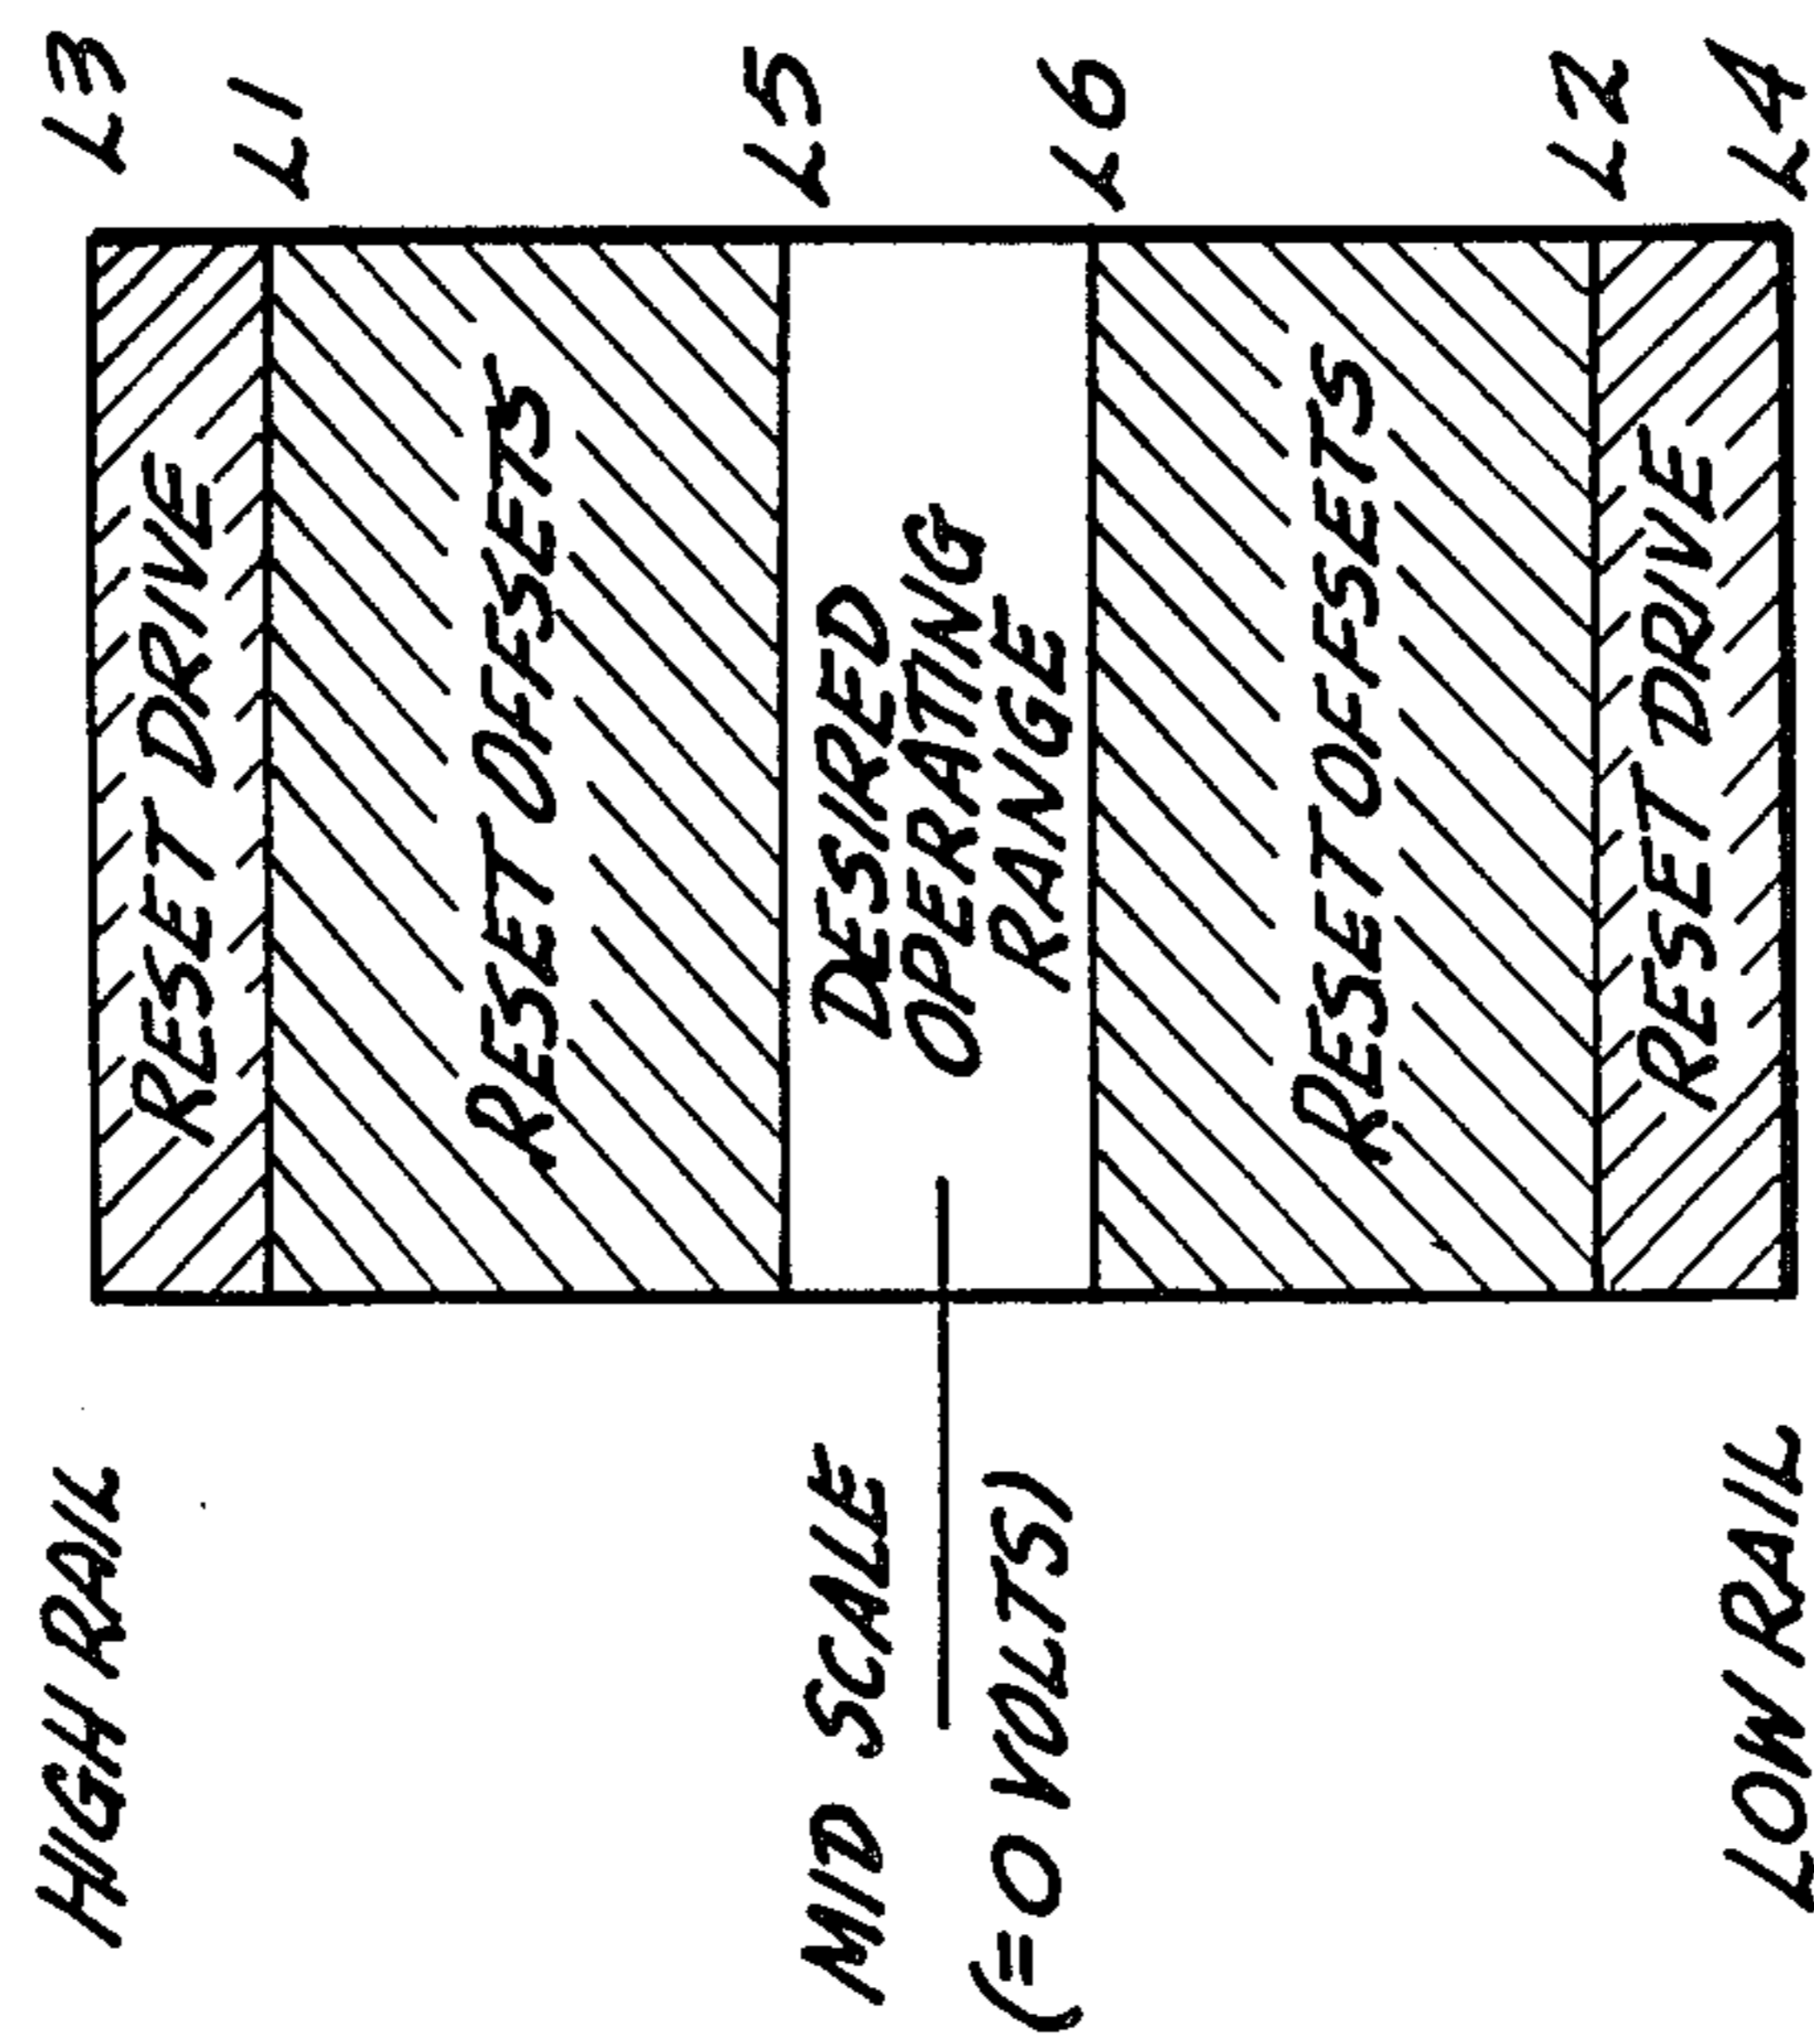 HIGH RAIL
L3
RESET DRIVE
L1
RESET OFFSETS
L5
MID SCALE
(=0 VOLTS)
DESIRED
OPERATING
RANGE
L6
RESET OFFSETS
L2
RESET DRIVE
LOW RAIL
L4